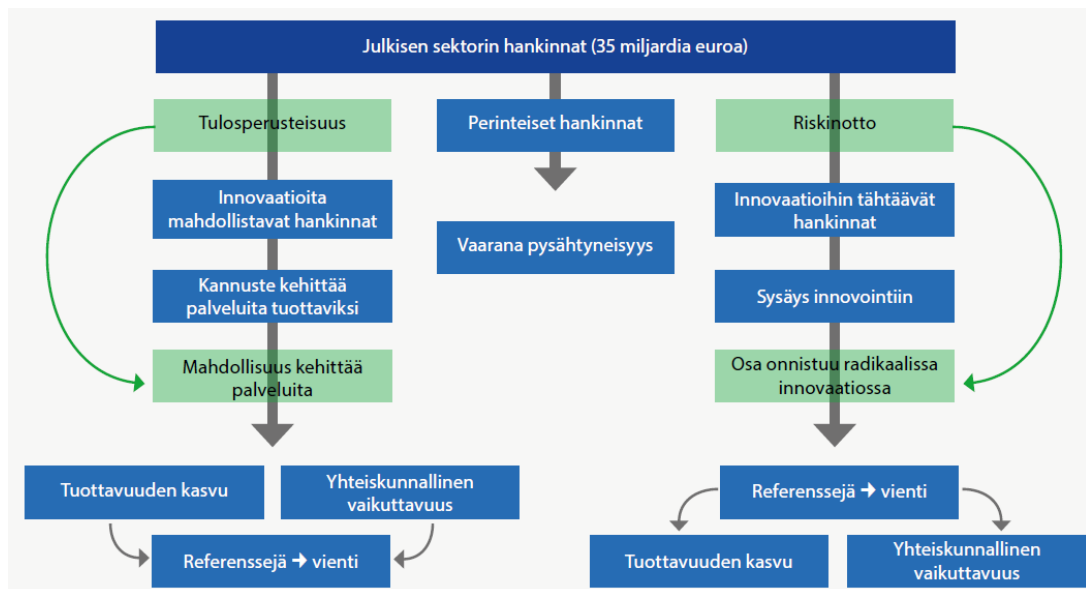 Julkisen sektorin hankinnat (35 miljardia euroa)
Tulosperusteisuus
Innovaatioita
mahdollistavat hankinnat
Kannuste kehittää
palveluita tuottaviksi
Mahdollisuus kehittää
palveluita
Tuottavuuden kasvu
Yhteiskunnallinen
vaikuttavuus
Referenssejä ➜ vienti
Perinteiset hankinnat
Vaarana pysähtyneisyys
Riskinotto
Innovaatioihin tähtäävät
hankinnat
Sysäys innovointiin
Osa onnistuu radikaalissa
innovaatiossa
Referenssejä ➜ vienti
Tuottavuuden kasvu
Yhteiskunnallinen
vaikuttavuus